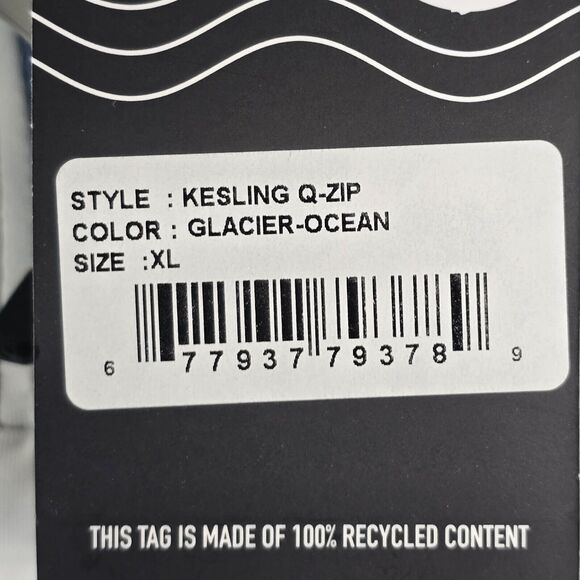 STYLE : KESLING Q-ZIP
COLOR : GLACIER-OCEAN
SIZE :XL
6 77937 79378 9
THIS TAG IS MADE OF 100% RECYCLED CONTENT